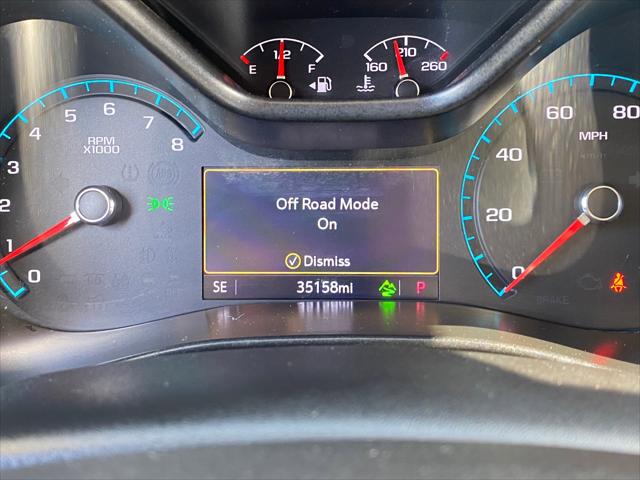 1/2
E F
160 210 260
0 1 2 3 4 5 6 7 8
RPM
X1000
Off Road Mode
On
Dismiss
SE 35158mi P
0 20 40 60 80
MPH
BRAKE
ABS